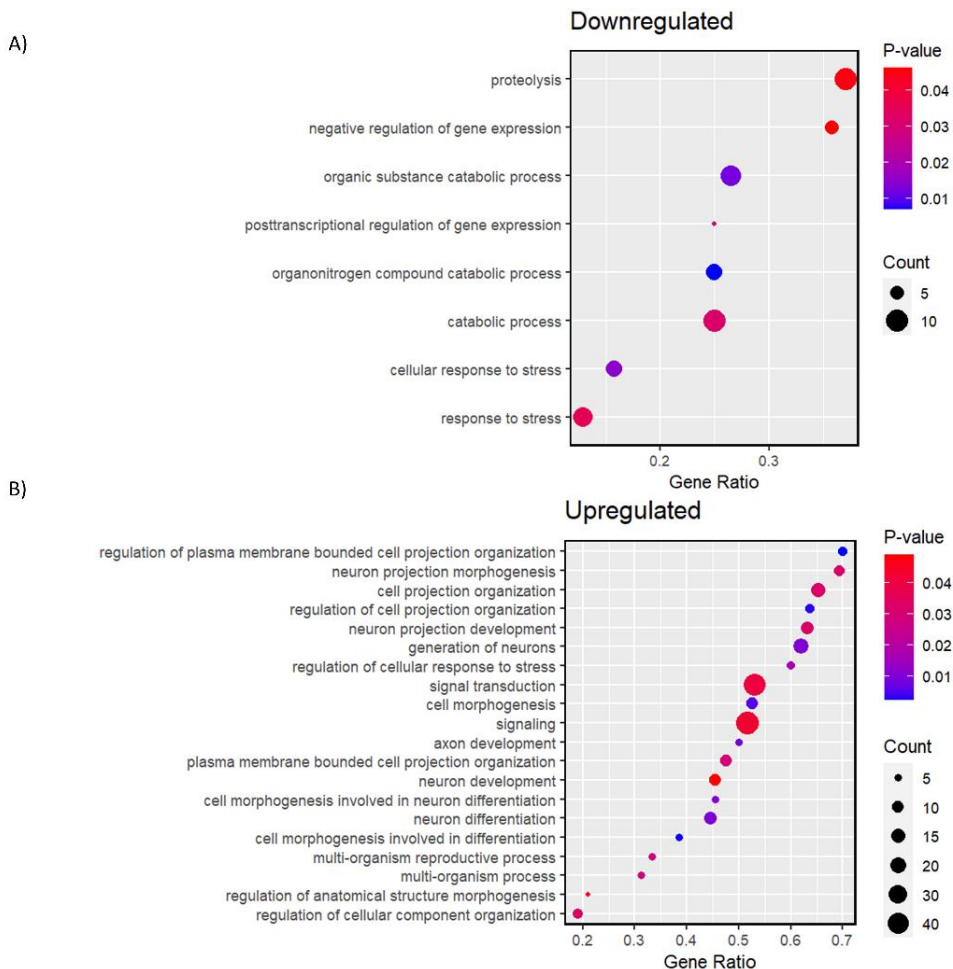 A)
Downregulated
proteolysis
negative regulation of gene expression
organic substance catabolic process
posttranscriptional regulation of gene expression
organonitrogen compound catabolic process
catabolic process
cellular response to stress
response to stress
0.2 0.3
Gene Ratio
P-value
0.04
0.03
0.02
0.01
Count
5
10
B)
Upregulated
regulation of plasma membrane bounded cell projection organization
neuron projection morphogenesis
cell projection organization
regulation of cell projection organization
neuron projection development
generation of neurons
regulation of cellular response to stress
signal transduction
cell morphogenesis
signaling
axon development
plasma membrane bounded cell projection organization
neuron development
cell morphogenesis involved in neuron differentiation
neuron differentiation
cell morphogenesis involved in differentiation
multi-organism reproductive process
multi-organism process
regulation of anatomical structure morphogenesis
regulation of cellular component organization
0.2 0.3 0.4 0.5 0.6 0.7
Gene Ratio
P-value
0.04
0.03
0.02
0.01
Count
5
10
15
20
30
40